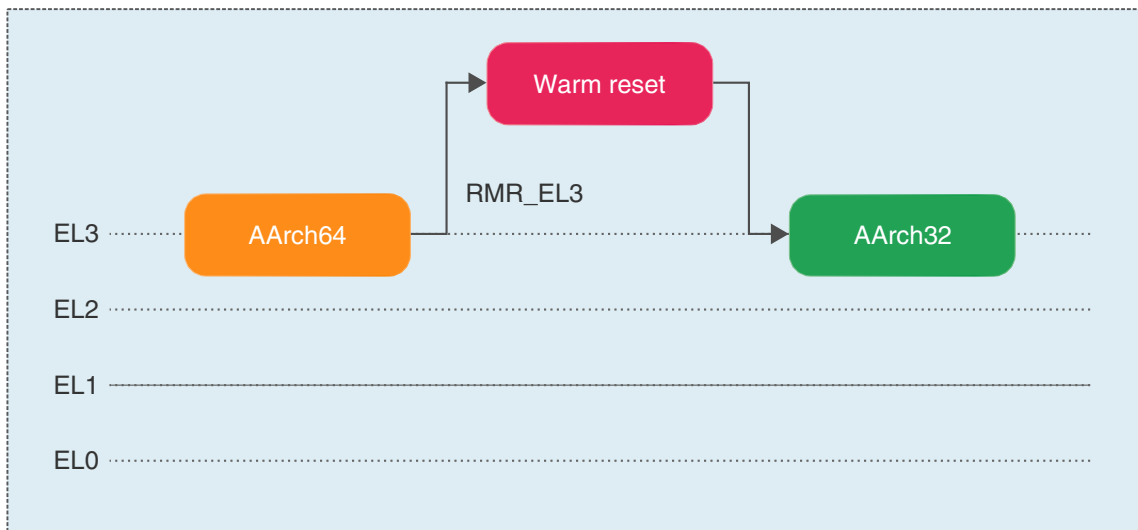 Warm reset
RMR_EL3
EL3
AArch64
AArch32
EL2
EL1
EL0